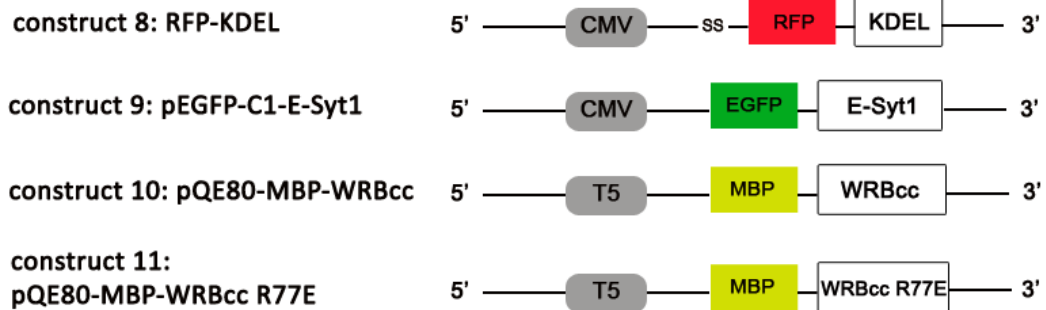 construct 8: RFP-KDEL 5' CMV ss RFP KDEL 3'
construct 9: pEGFP-C1-E-Syt1 5' CMV EGFP E-Syt1 3'
construct 10: pQE80-MBP-WRBcc 5' T5 MBP WRBcc 3'
construct 11:
pQE80-MBP-WRBcc R77E 5' T5 MBP WRBcc R77E 3'